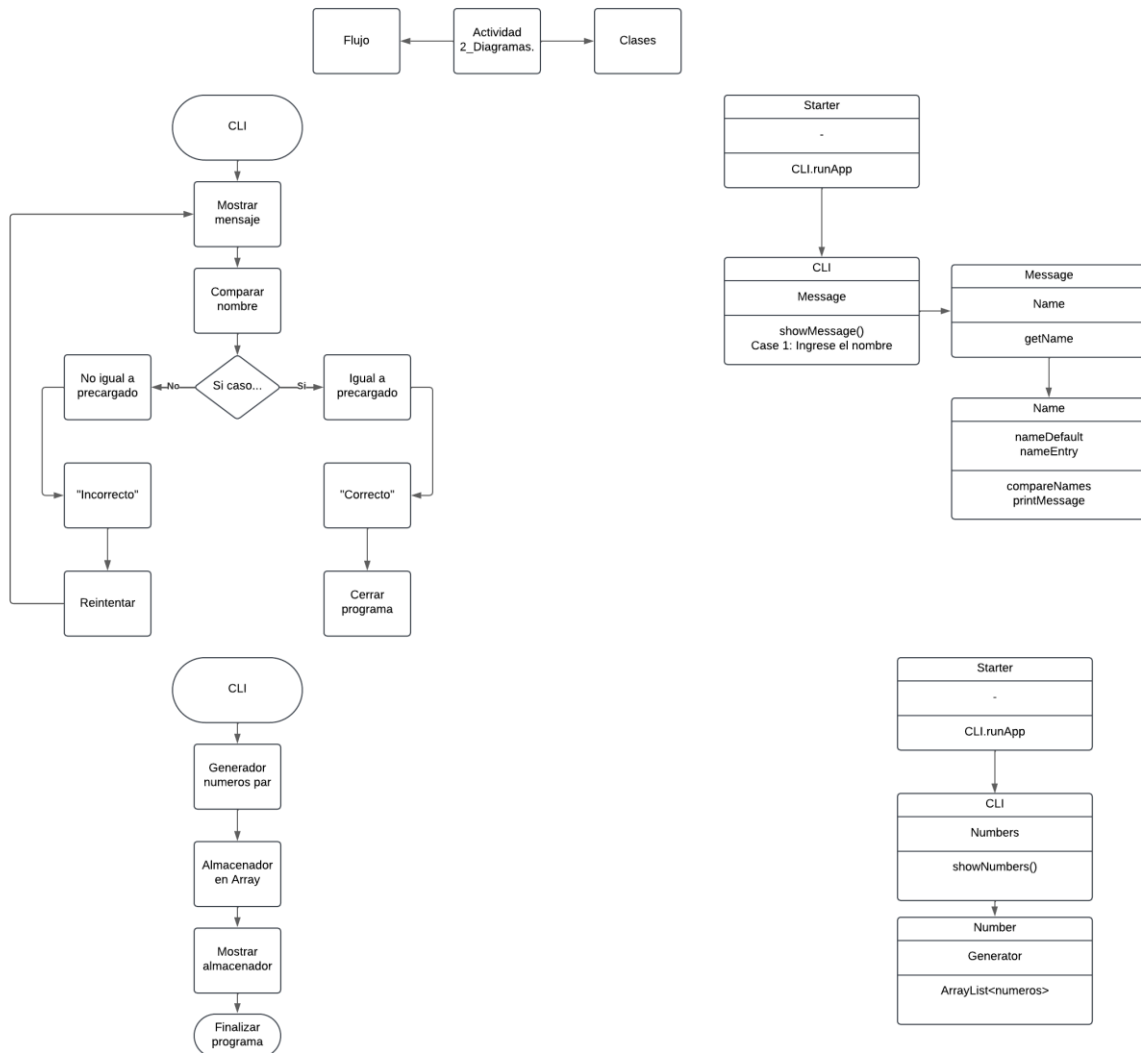 Flujo
Actividad
2_Diagramas.
Clases
CLI
Mostrar
mensaje
Comparar
nombre
Si caso...
No
Si
No igual a
precargado
Igual a
precargado
"Incorrecto"
"Correcto"
Reintentar
Cerrar
programa
Starter
-
CLI.runApp
CLI
Message
showMessage()
Case 1: Ingrese el nombre
Message
Name
getName
Name
nameDefault
nameEntry
compareNames
printMessage
CLI
Generador
numeros par
Almacenador
en Array
Mostrar
almacenador
Finalizar
programa
Starter
-
CLI.runApp
CLI
Numbers
showNumbers()
Number
Generator
ArrayList<numeros>